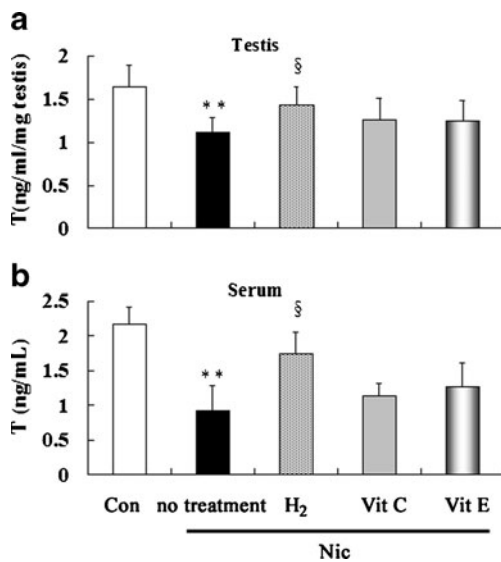 a
Testis
T(ng/ml/mg testis)
2
1.5
1
0.5
0
**
§
b
Serum
T (ng/mL)
2.5
2
1.5
1
0.5
0
**
§
Con no treatment H₂ Vit C Vit E
Nic